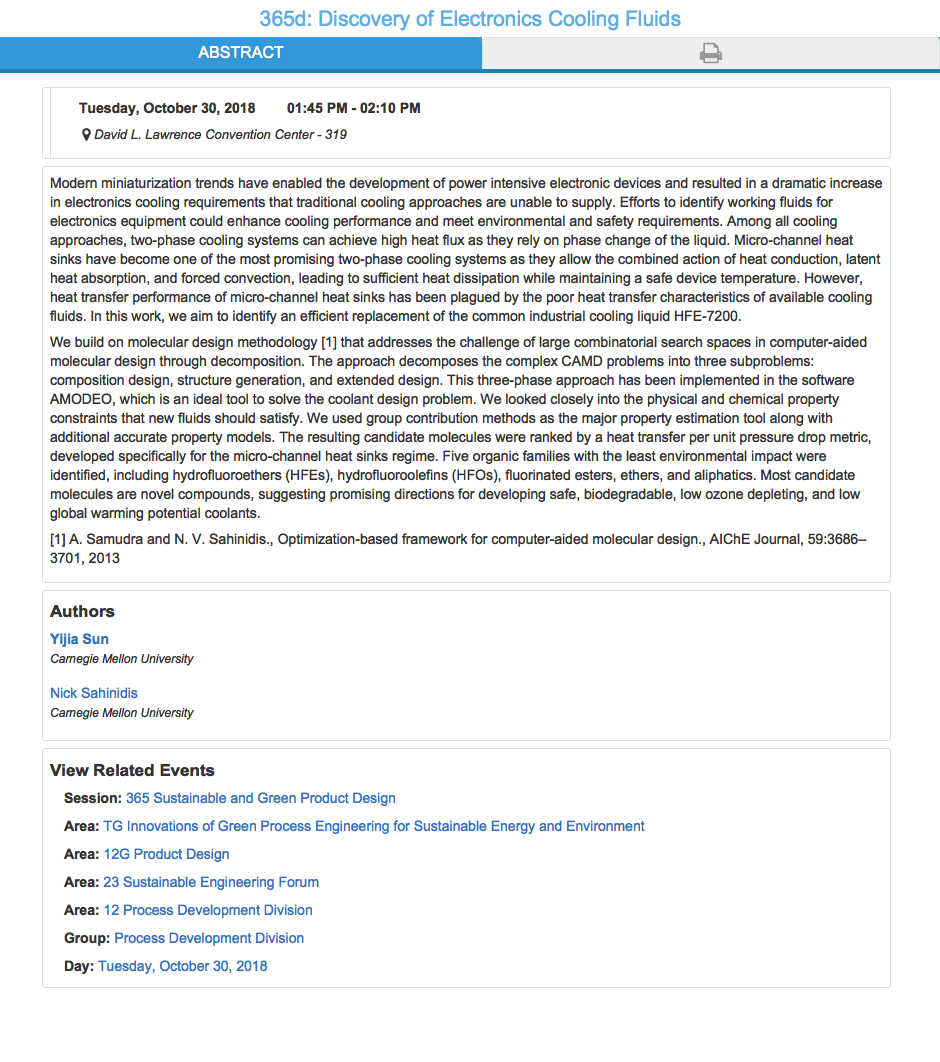 365d: Discovery of Electronics Cooling Fluids
ABSTRACT
Tuesday, October 30, 2018 01:45 PM - 02:10 PM
David L. Lawrence Convention Center - 319
Modern miniaturization trends have enabled the development of power intensive electronic devices and resulted in a dramatic increase
in electronics cooling requirements that traditional cooling approaches are unable to supply. Efforts to identify working fluids for
electronics equipment could enhance cooling performance and meet environmental and safety requirements. Among all cooling
approaches, two-phase cooling systems can achieve high heat flux as they rely on phase change of the liquid. Micro-channel heat
sinks have become one of the most promising two-phase cooling systems as they allow the combined action of heat conduction, latent
heat absorption, and forced convection, leading to sufficient heat dissipation while maintaining a safe device temperature. However,
heat transfer performance of micro-channel heat sinks has been plagued by the poor heat transfer characteristics of available cooling
fluids. In this work, we aim to identify an efficient replacement of the common industrial cooling liquid HFE-7200.
We build on molecular design methodology [1] that addresses the challenge of large combinatorial search spaces in computer-aided
molecular design through decomposition. The approach decomposes the complex CAMD problems into three subproblems:
composition design, structure generation, and extended design. This three-phase approach has been implemented in the software
AMODEO, which is an ideal tool to solve the coolant design problem. We looked closely into the physical and chemical property
constraints that new fluids should satisfy. We used group contribution methods as the major property estimation tool along with
additional accurate property models. The resulting candidate molecules were ranked by a heat transfer per unit pressure drop metric,
developed specifically for the micro-channel heat sinks regime. Five organic families with the least environmental impact were
identified, including hydrofluoroethers (HFEs), hydrofluoroolefins (HFOs), fluorinated esters, ethers, and aliphatics. Most candidate
molecules are novel compounds, suggesting promising directions for developing safe, biodegradable, low ozone depleting, and low
global warming potential coolants.
[1] A. Samudra and N. V. Sahinidis., Optimization-based framework for computer-aided molecular design., AIChE Journal, 59:3686–
3701, 2013
Authors
Yijia Sun
Carnegie Mellon University
Nick Sahinidis
Carnegie Mellon University
View Related Events
Session: 365 Sustainable and Green Product Design
Area: TG Innovations of Green Process Engineering for Sustainable Energy and Environment
Area: 12G Product Design
Area: 23 Sustainable Engineering Forum
Area: 12 Process Development Division
Group: Process Development Division
Day: Tuesday, October 30, 2018